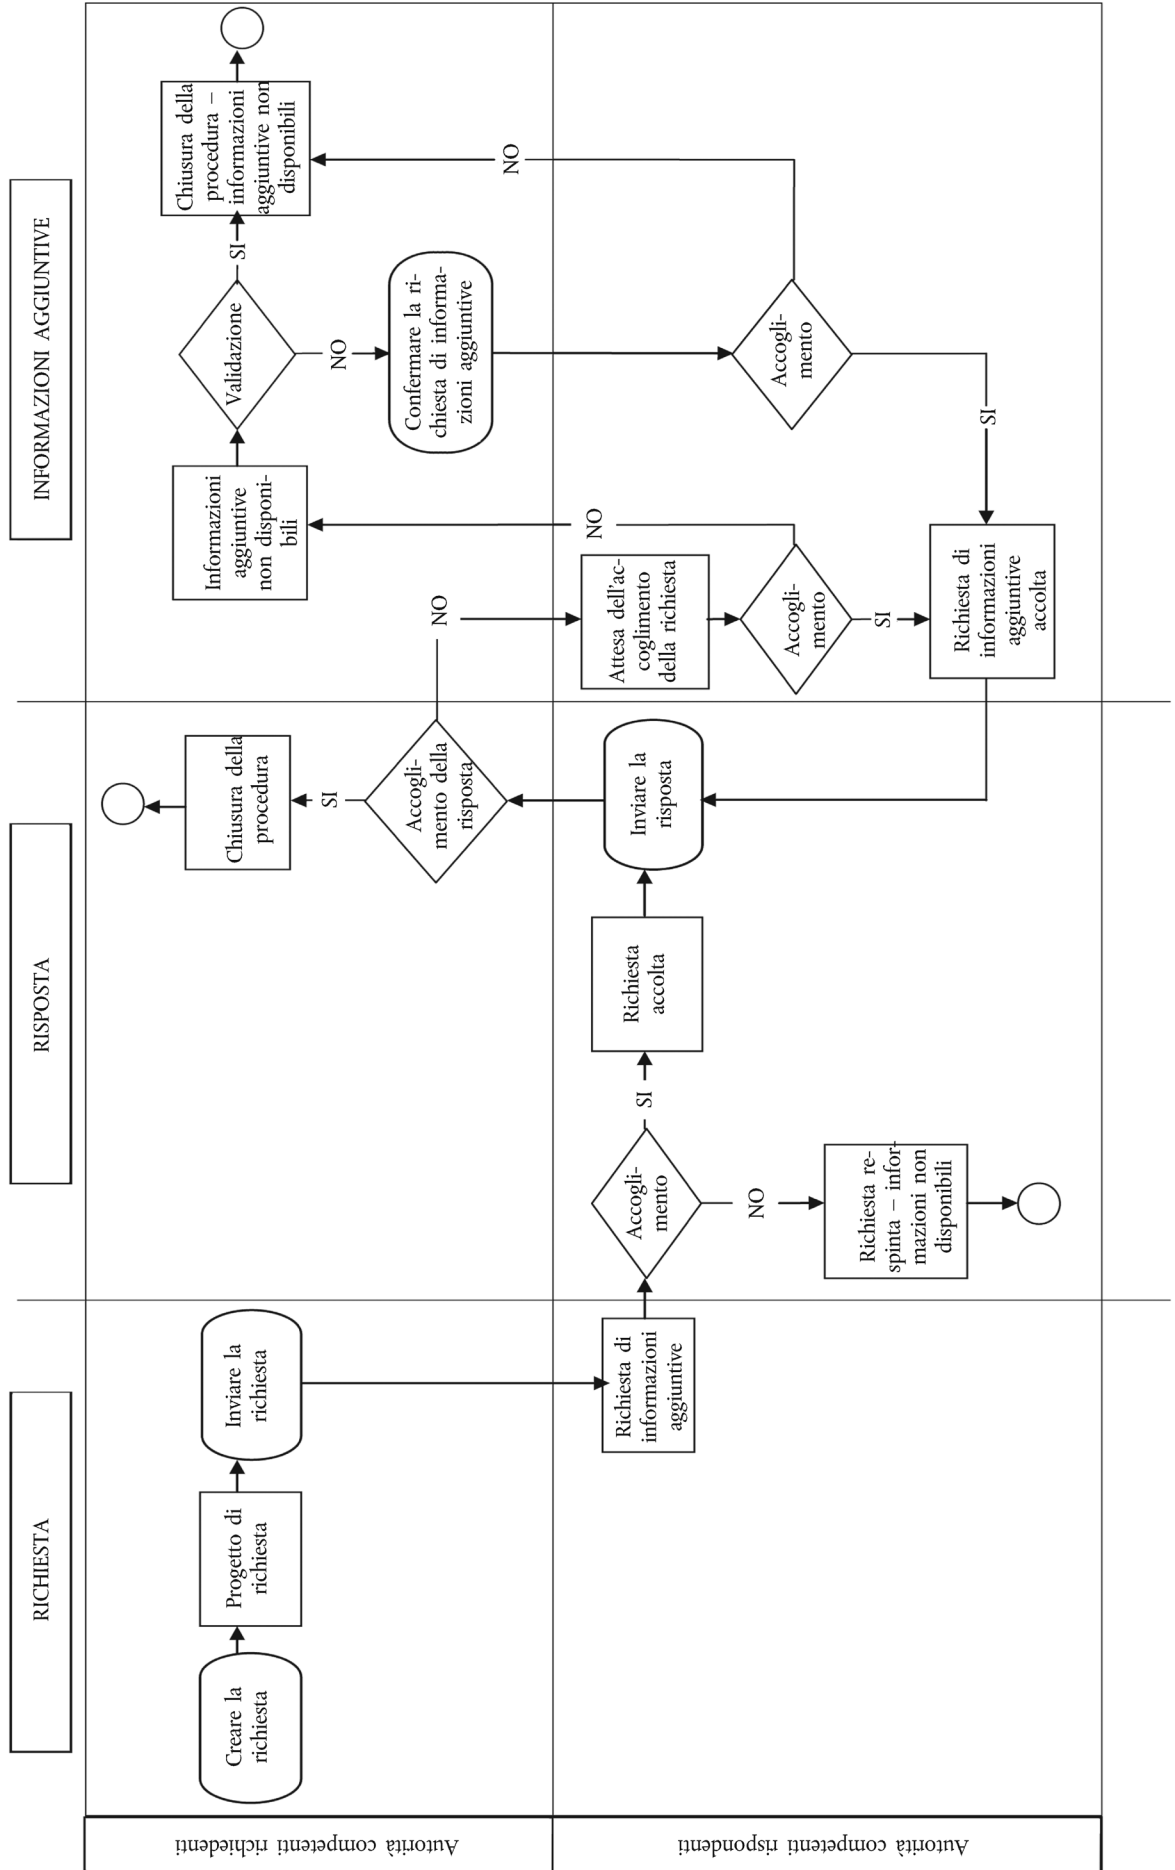 RICHIESTA
RISPOSTA
INFORMAZIONI AGGIUNTIVE
Autorità competenti richiedenti
Creare la
richiesta
Progetto di
richiesta
Inviare la
richiesta
Chiusura della
procedura
SI
Accogli-
mento della
risposta
NO
Informazioni
aggiuntive
non disponi-
bili
Validazione
SI
Chiusura della
procedura –
informazioni
aggiuntive non
disponibili
NO
Confermare la ri-
chiesta di informa-
zioni aggiuntive
Autorità competenti rispondenti
Richiesta di
informazioni
aggiuntive
Accogli-
mento
SI
Richiesta
accolta
Inviare la
risposta
NO
Richiesta re-
spinta – infor-
mazioni non
disponibili
Attesa dell'ac-
coglimento
della richiesta
NO
Accogli-
mento
SI
Richiesta di
informazioni
aggiuntive
accolta
Accogli-
mento
NO
SI